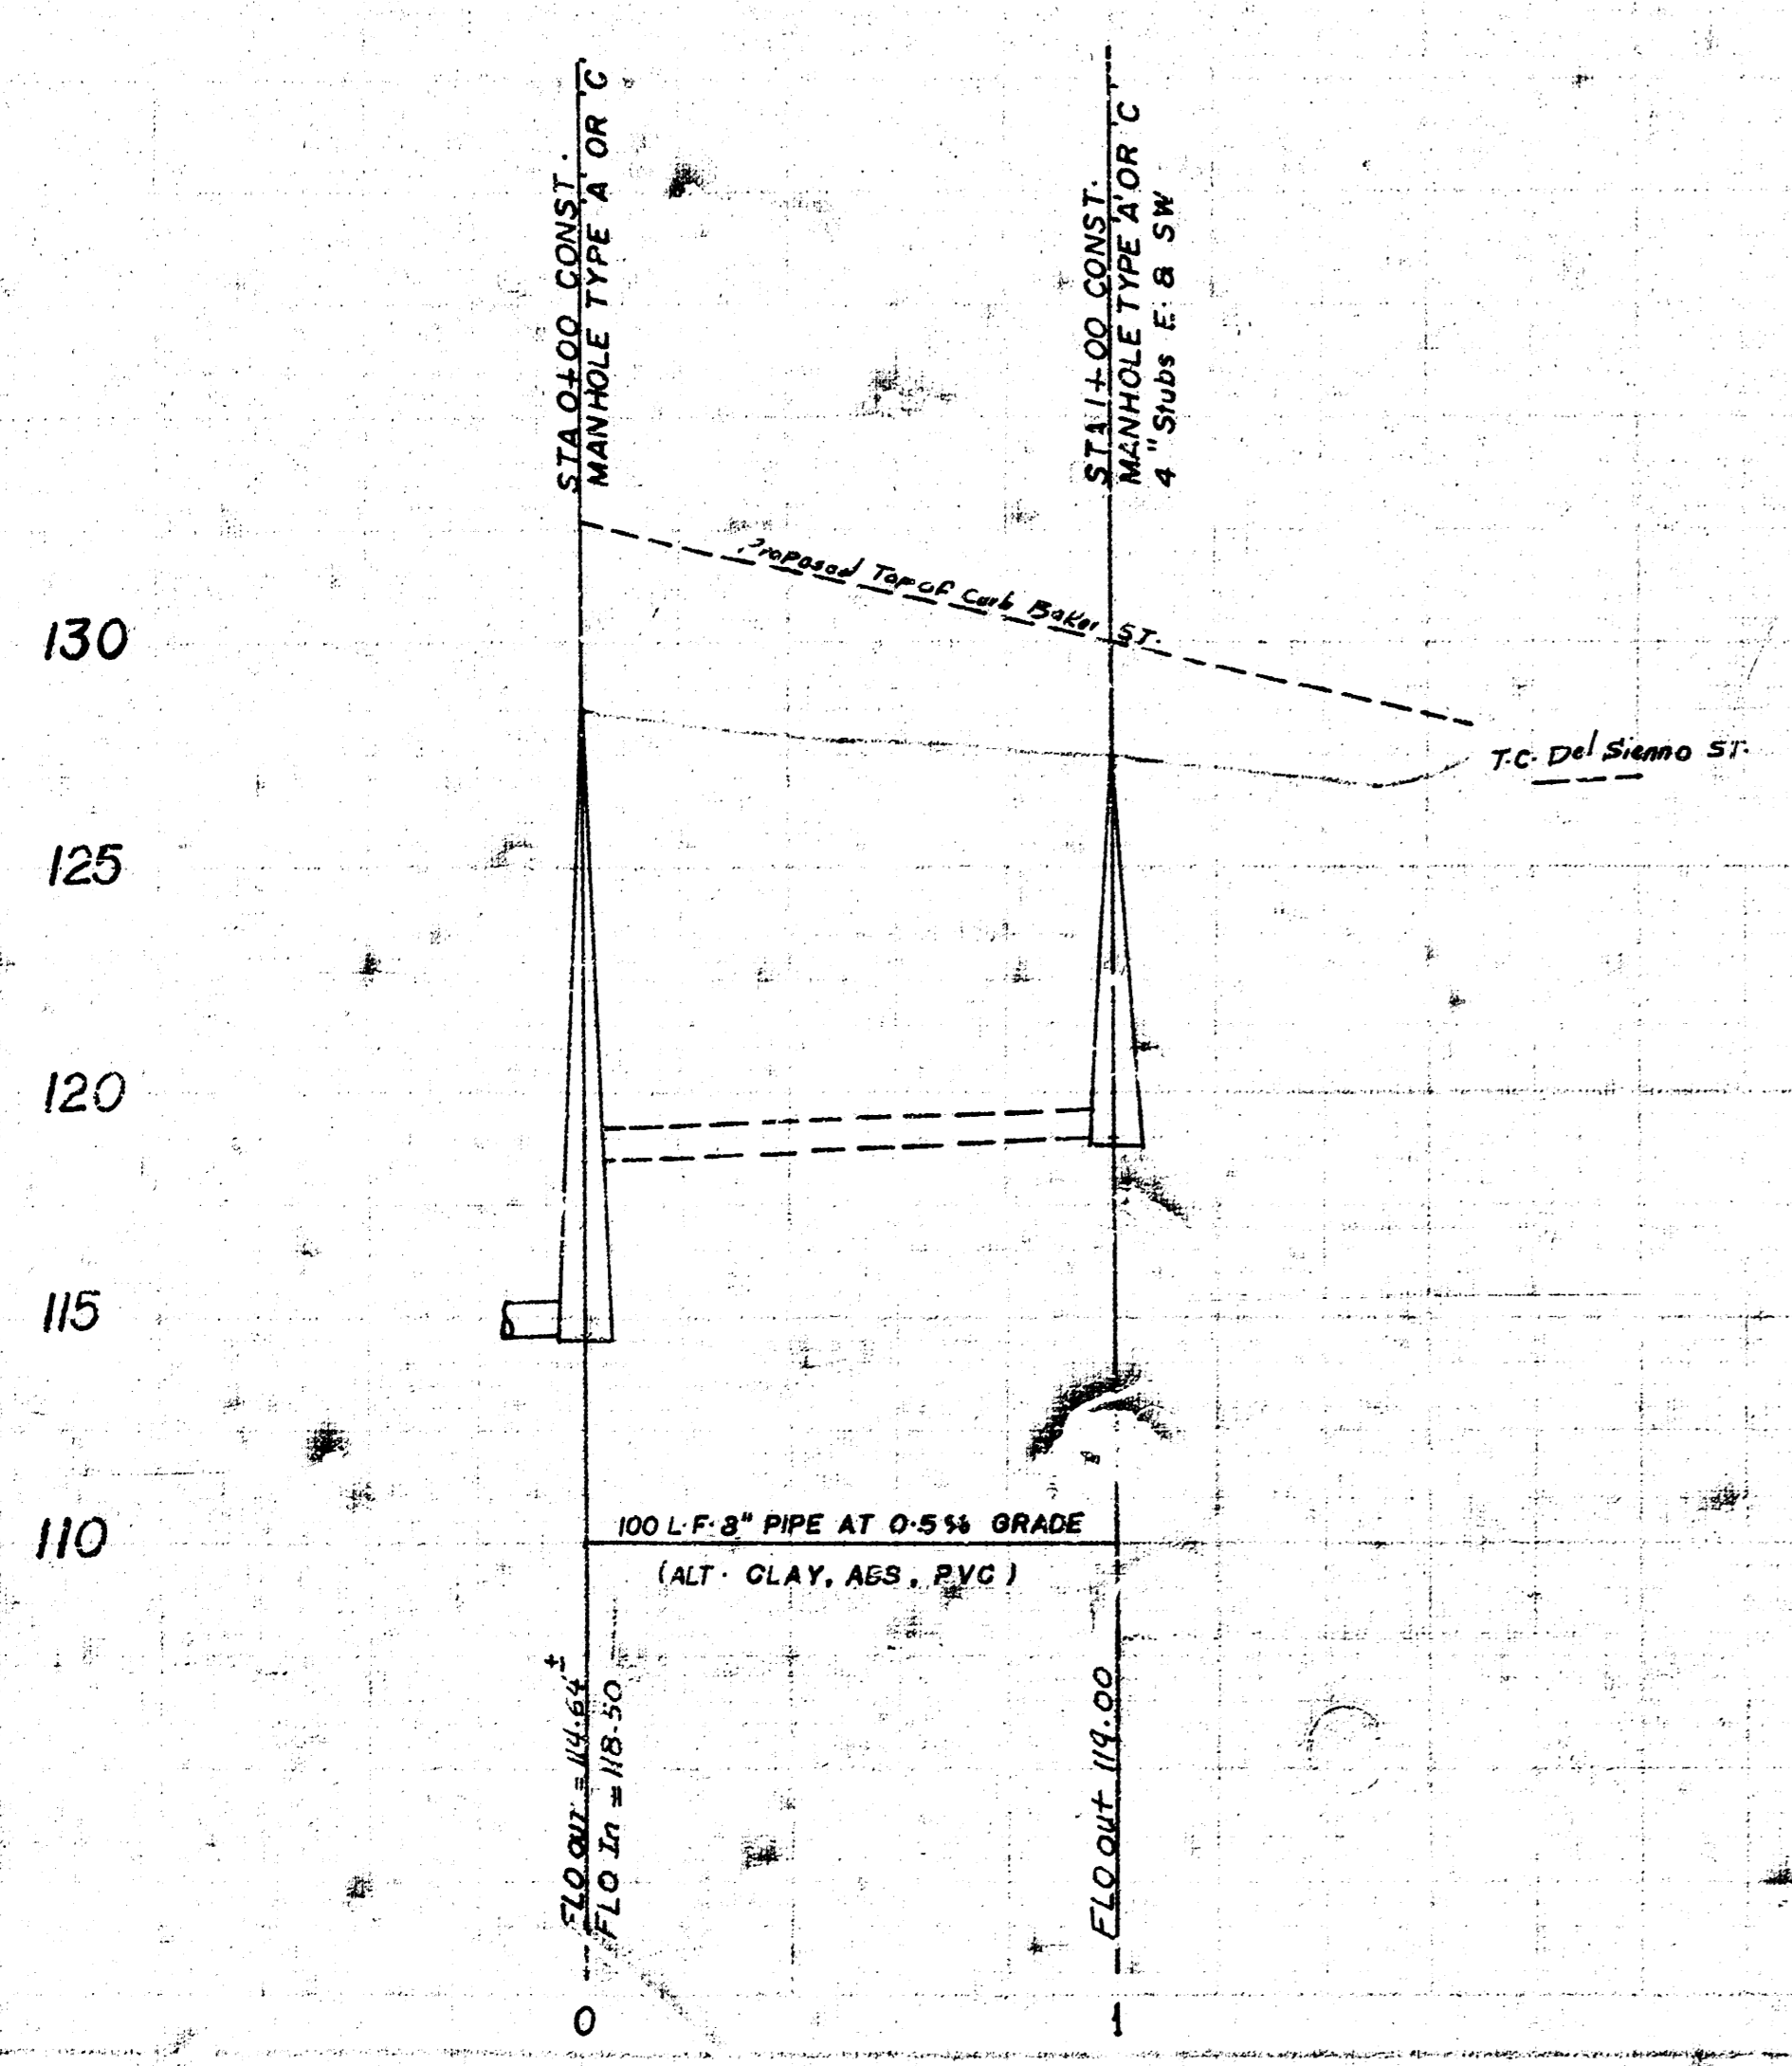 STA 0+00 CONST.
MANHOLE TYPE 'A' OR 'C'
STA 1+00 CONST.
MANHOLE TYPE 'A' OR 'C'
4" Stubs E. & SW
Proposed Top of Curb Baker ST.
T.C. Del Sienno ST.
130
125
120
115
110
100 L.F. 8" PIPE AT 0.5% GRADE
(ALT. CLAY, ABS, PVC)
FLO OUT = 114.64 ±
FLO In = 118.50
FLO out 119.00
0
1